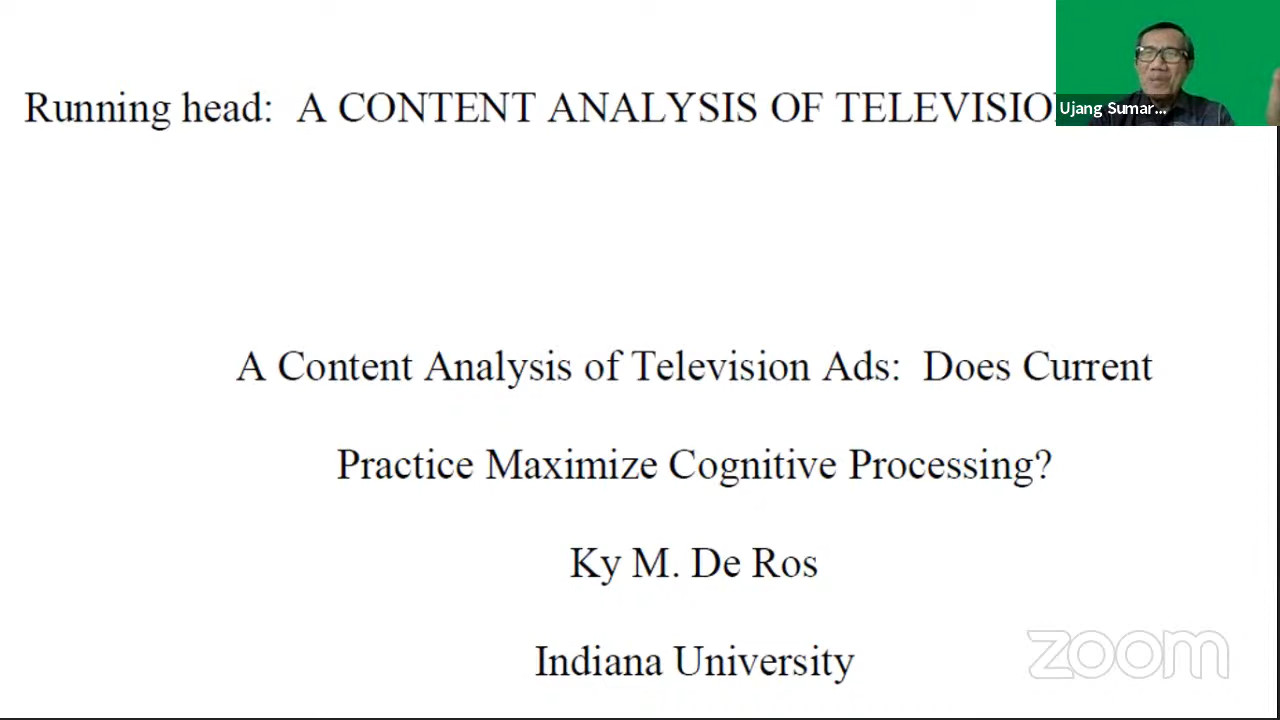 Running head:  A CONTENT ANALYSIS OF TELEVISIO
Ujang Sumar...
A Content Analysis of Television Ads:  Does Current
Practice Maximize Cognitive Processing?
Ky M. De Ros
Indiana University
zoom